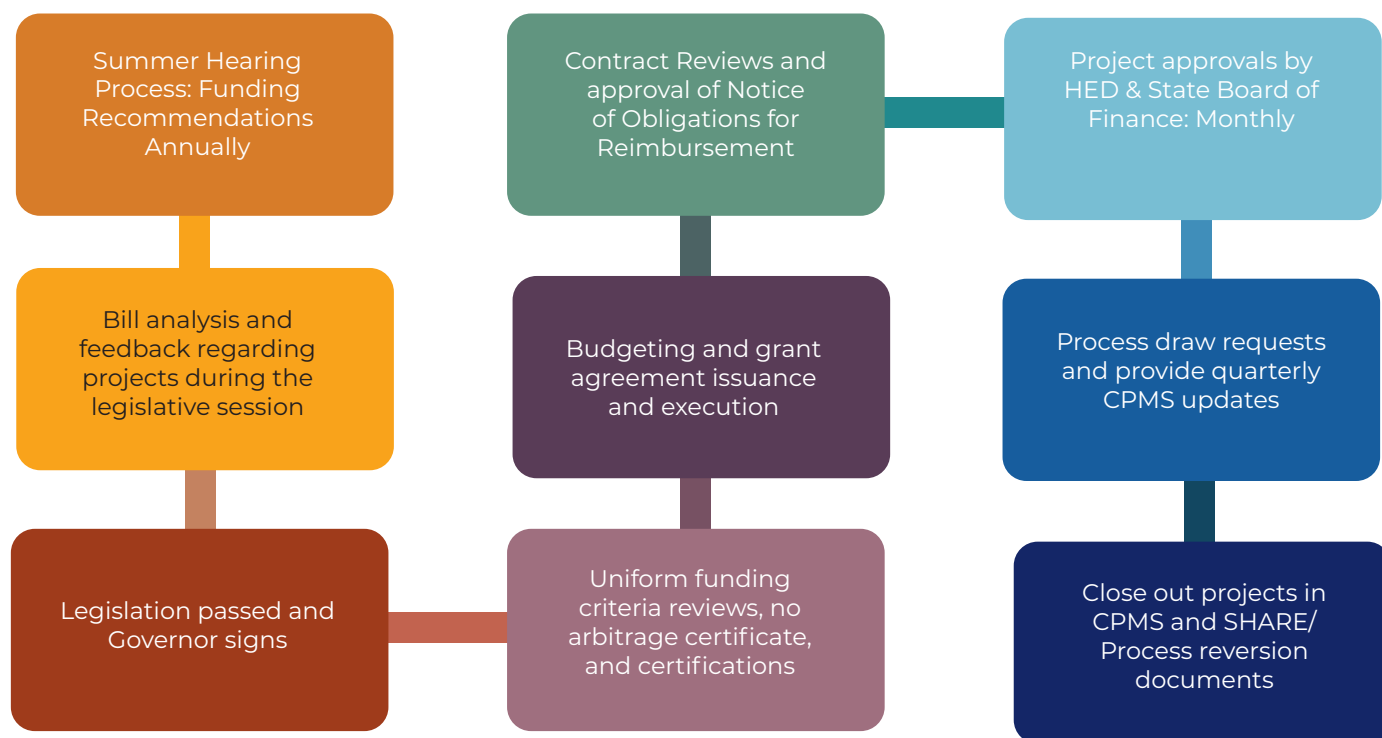 Summer Hearing
Process: Funding
Recommendations
Annually
Bill analysis and
feedback regarding
projects during the
legislative session
Legislation passed and
Governor signs
Uniform funding
criteria reviews, no
arbitrage certificate,
and certifications
Budgeting and grant
agreement issuance
and execution
Contract Reviews and
approval of Notice
of Obligations for
Reimbursement
Project approvals by
HED & State Board of
Finance: Monthly
Process draw requests
and provide quarterly
CPMS updates
Close out projects in
CPMS and SHARE/
Process reversion
documents